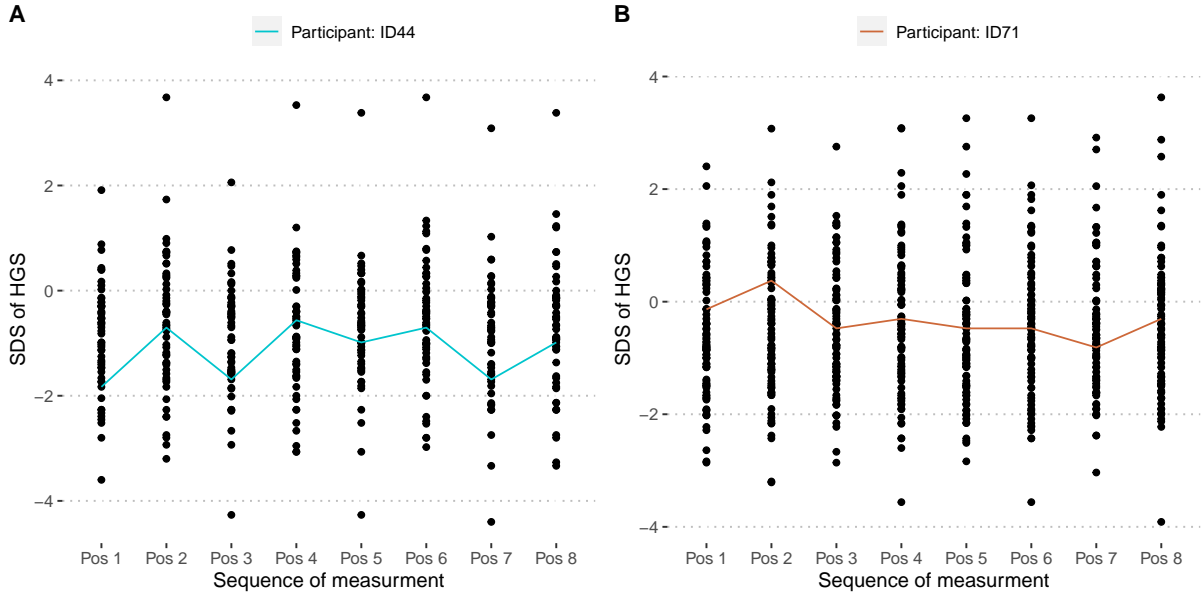 A
Participant: ID44
SDS of HGS
4
2
0
−2
−4
Pos 1 Pos 2 Pos 3 Pos 4 Pos 5 Pos 6 Pos 7 Pos 8
Sequence of measurment
B
Participant: ID71
SDS of HGS
4
2
0
−2
−4
Pos 1 Pos 2 Pos 3 Pos 4 Pos 5 Pos 6 Pos 7 Pos 8
Sequence of measurment